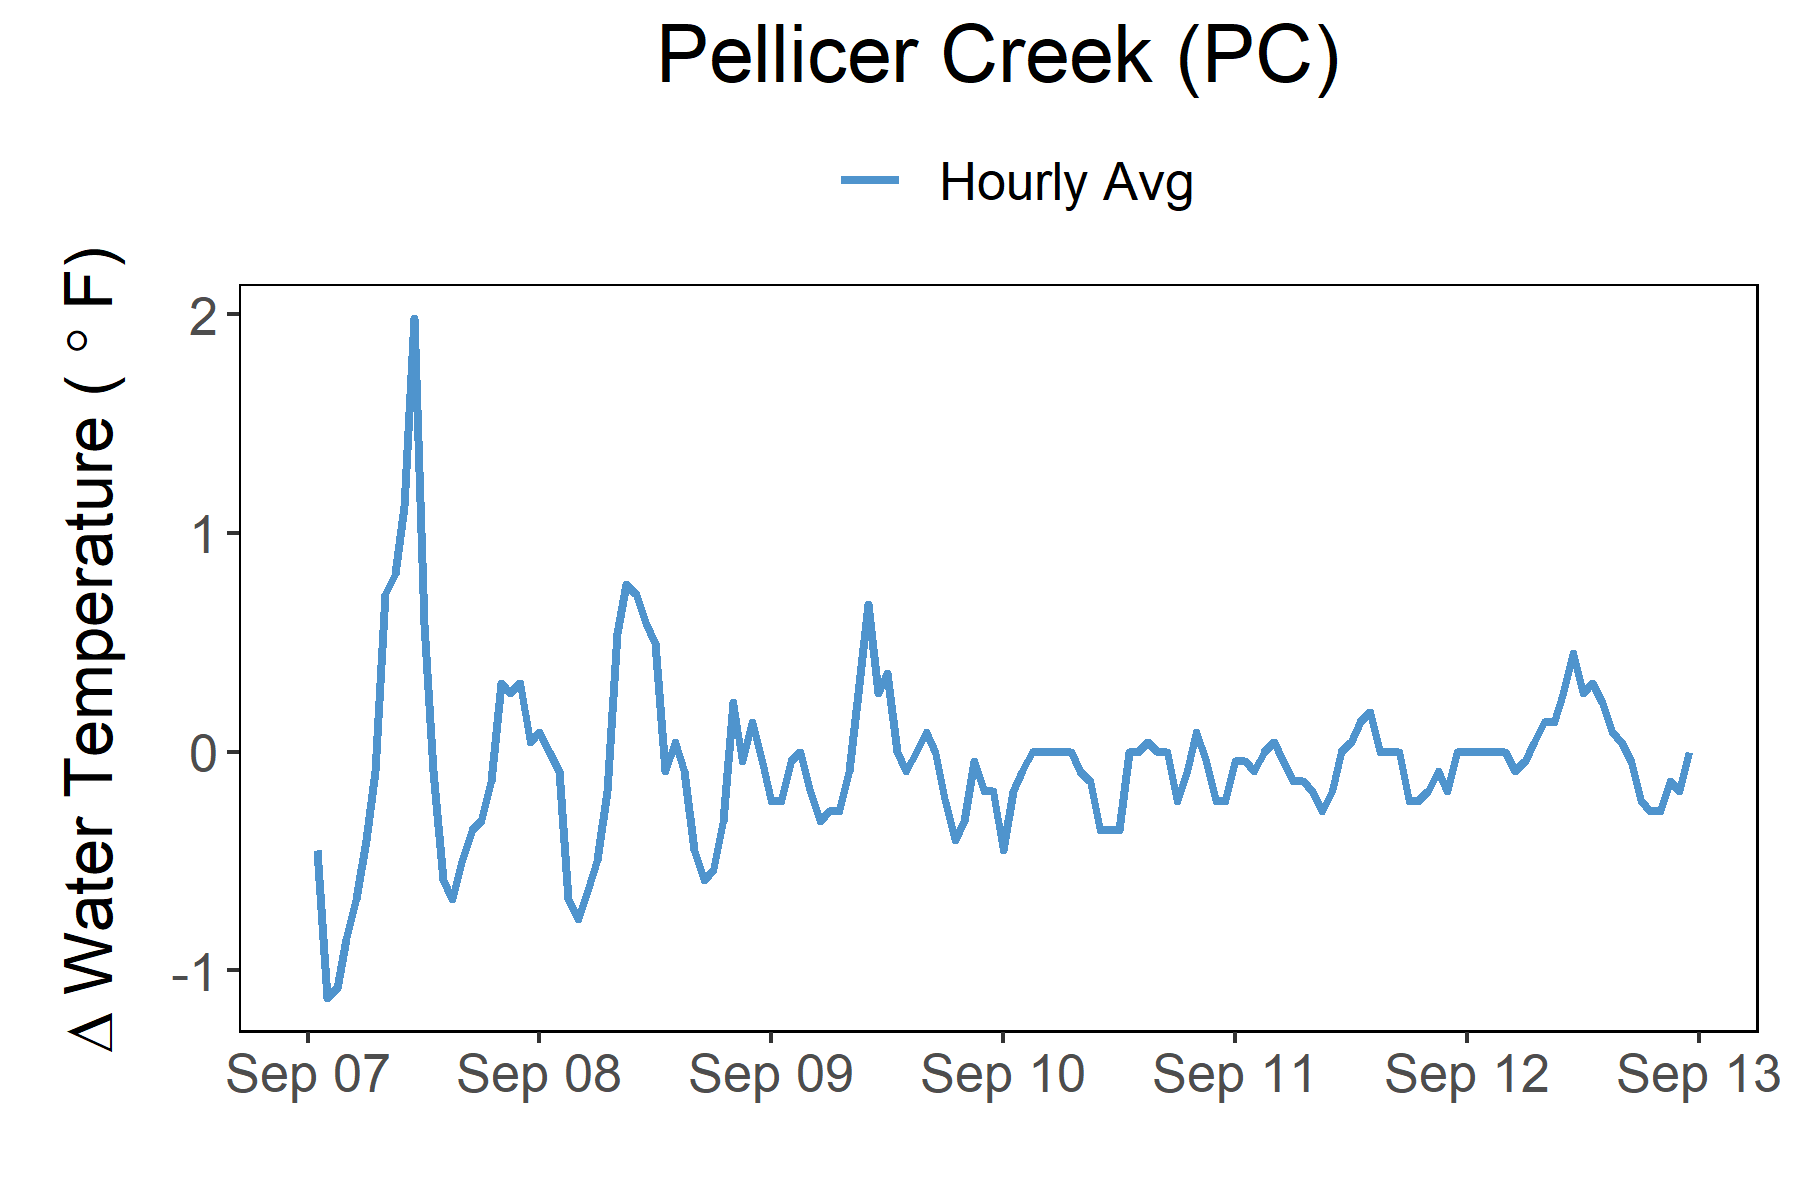 Pellicer Creek (PC)
Hourly Avg
Δ Water Temperature ( ° F)
2
1
0
-1
Sep 07 Sep 08 Sep 09 Sep 10 Sep 11 Sep 12 Sep 13